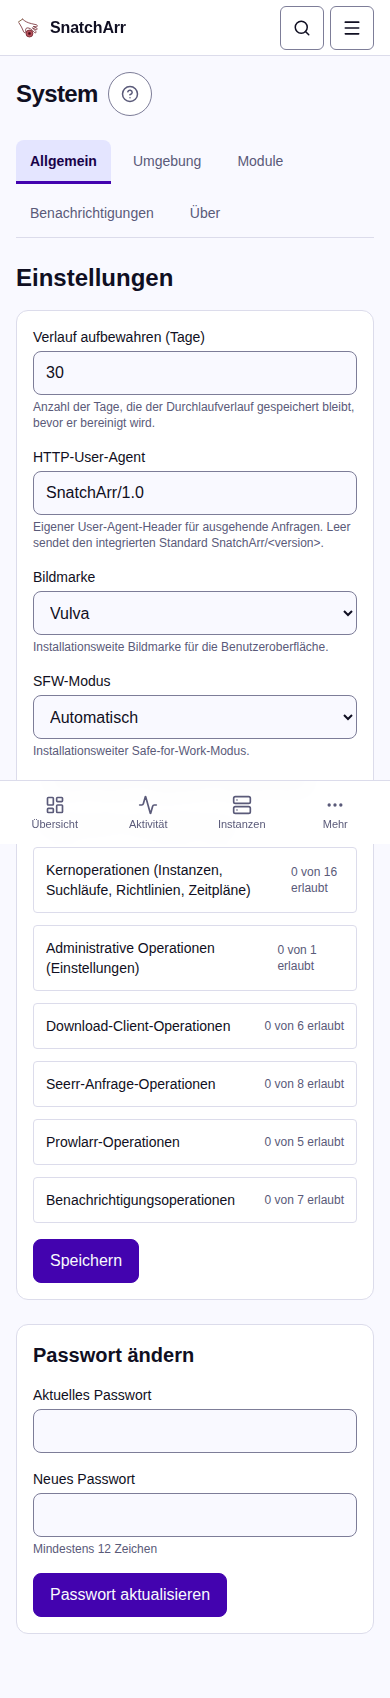 SnatchArr
System
Allgemein
Umgebung
Module
Benachrichtigungen
Über
Einstellungen
Verlauf aufbewahren (Tage)
30
Anzahl der Tage, die der Durchlaufverlauf gespeichert bleibt,
bevor er bereinigt wird.
HTTP-User-Agent
SnatchArr/1.0
Eigener User-Agent-Header für ausgehende Anfragen. Leer
sendet den integrierten Standard SnatchArr/<version>.
Bildmarke
Vulva
Installationsweite Bildmarke für die Benutzeroberfläche.
SFW-Modus
Automatisch
Installationsweiter Safe-for-Work-Modus.
Übersicht
Aktivität
Instanzen
Mehr
Kernoperationen (Instanzen,
Suchläufe, Richtlinien, Zeitpläne)
0 von 16
erlaubt
Administrative Operationen
(Einstellungen)
0 von 1
erlaubt
Download-Client-Operationen
0 von 6 erlaubt
Seerr-Anfrage-Operationen
0 von 8 erlaubt
Prowlarr-Operationen
0 von 5 erlaubt
Benachrichtigungsoperationen
0 von 7 erlaubt
Speichern
Passwort ändern
Aktuelles Passwort
Neues Passwort
Mindestens 12 Zeichen
Passwort aktualisieren